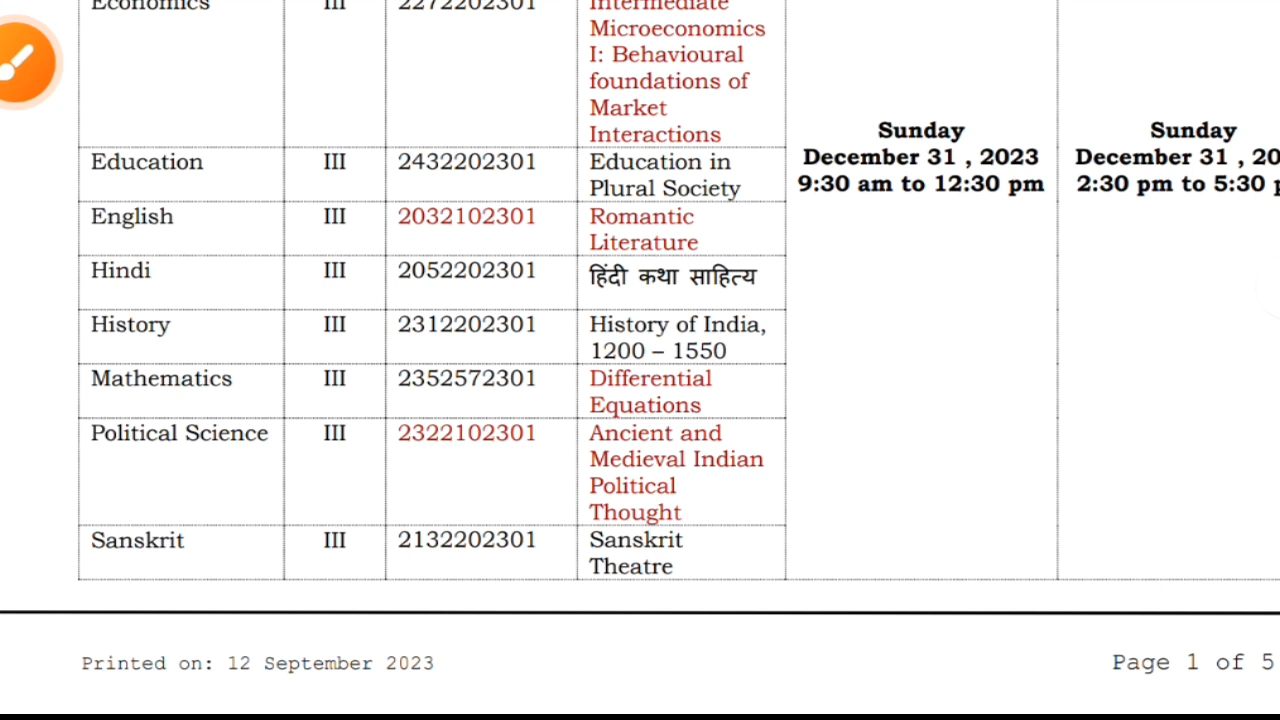 Economics III 2272202301 Intermediate
Microeconomics
I: Behavioural
foundations of
Market
Interactions
Sunday Sunday
December 31 , 2023 December 31 , 20
9:30 am to 12:30 pm 2:30 pm to 5:30
Education III 2432202301 Education in
Plural Society
English III 2032102301 Romantic
Literature
Hindi III 2052202301 हिंदी कथा साहित्य
History III 2312202301 History of India,
1200 – 1550
Mathematics III 2352572301 Differential
Equations
Political Science III 2322102301 Ancient and
Medieval Indian
Political
Thought
Sanskrit III 2132202301 Sanskrit
Theatre
Printed on: 12 September 2023 Page 1 of 5